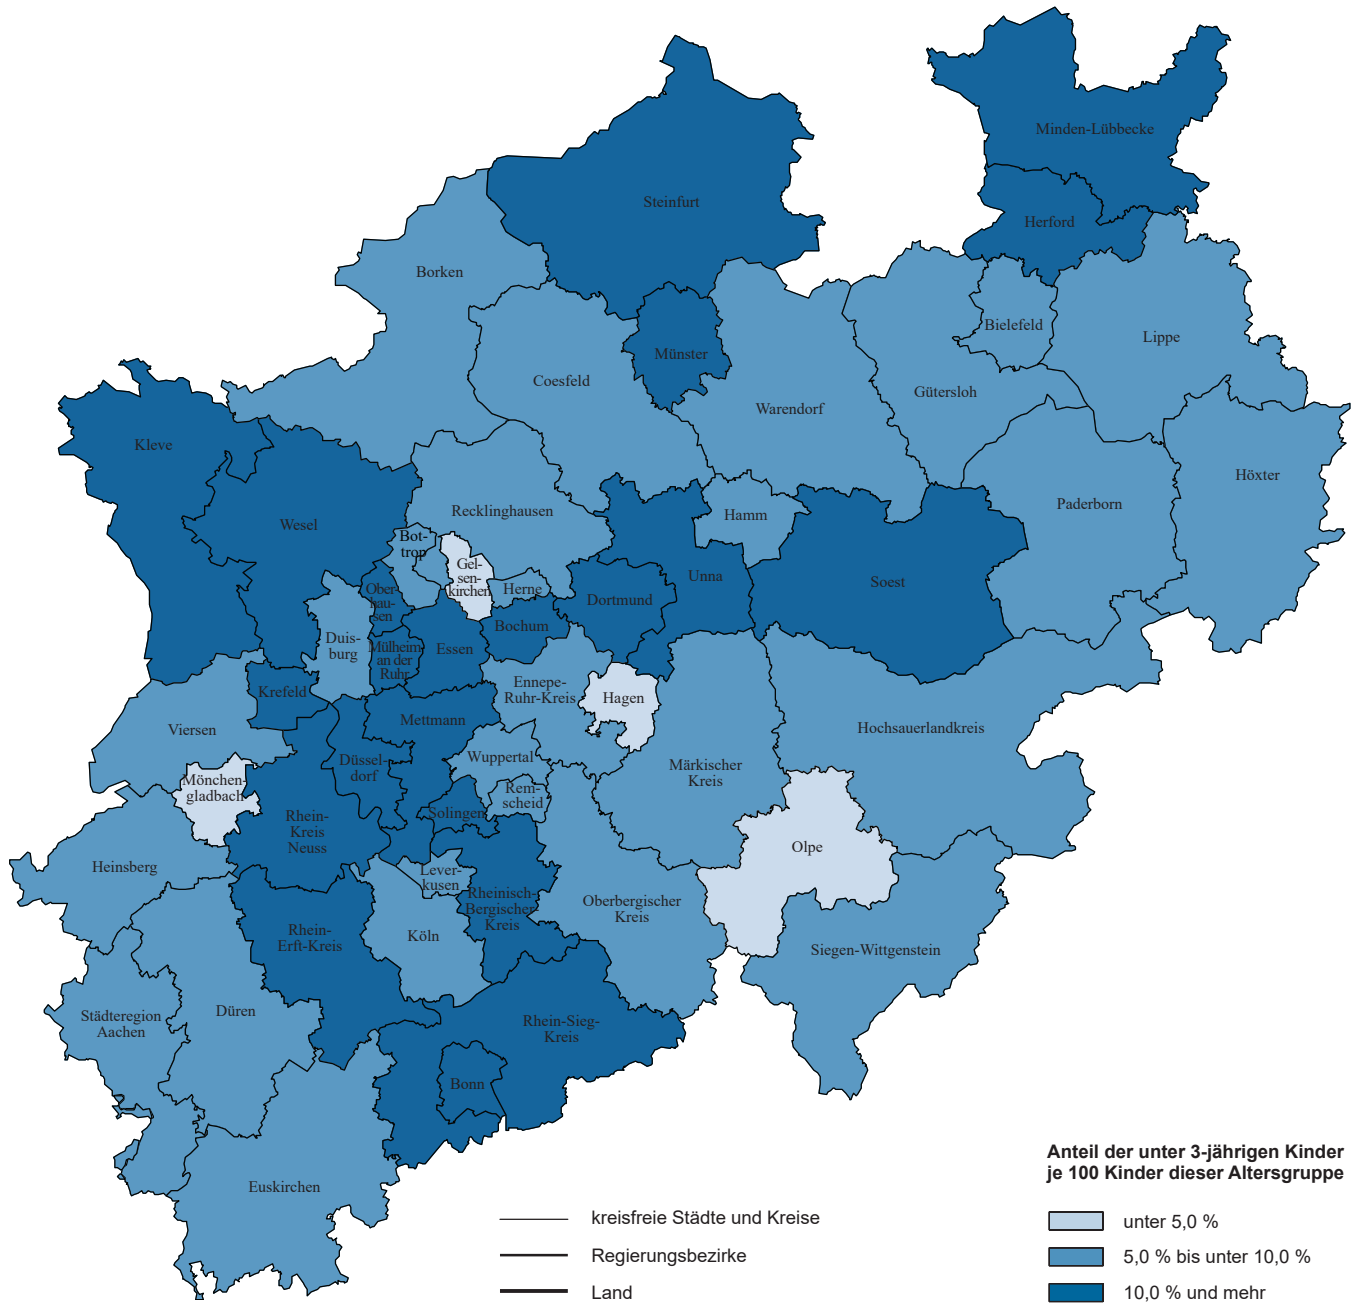 Minden-Lübbecke
Steinfurt
Herford
Borken
Bielefeld
Lippe
Münster
Coesfeld
Gütersloh
Warendorf
Kleve
Höxter
Paderborn
Recklinghausen
Hamm
Wesel
Bot-
trop
Gel-
sen-
kirchen
Unna
Soest
Herne
Ober-
hau-
sen
Dortmund
Bochum
Duis-
burg
Mülheim
an der
Ruhr
Essen
Ennepe-
Ruhr-Kreis
Hagen
Krefeld
Mettmann
Viersen
Hochsauerlandkreis
Düssel-
dorf
Wuppertal
Märkischer
Kreis
Mönchen-
gladbach
Rem-
scheid
Solingen
Rhein-
Kreis
Neuss
Olpe
Heinsberg
Lever-
kusen
Rheinisch-
Bergischer-
Kreis
Oberbergischer
Kreis
Rhein-
Erft-Kreis
Köln
Siegen-Wittgenstein
Düren
Städteregion
Aachen
Rhein-Sieg-
Kreis
Bonn
Euskirchen
kreisfreie Städte und Kreise
Regierungsbezirke
Land
Anteil der unter 3-jährigen Kinder
je 100 Kinder dieser Altersgruppe
unter 5,0 %
5,0 % bis unter 10,0 %
10,0 % und mehr